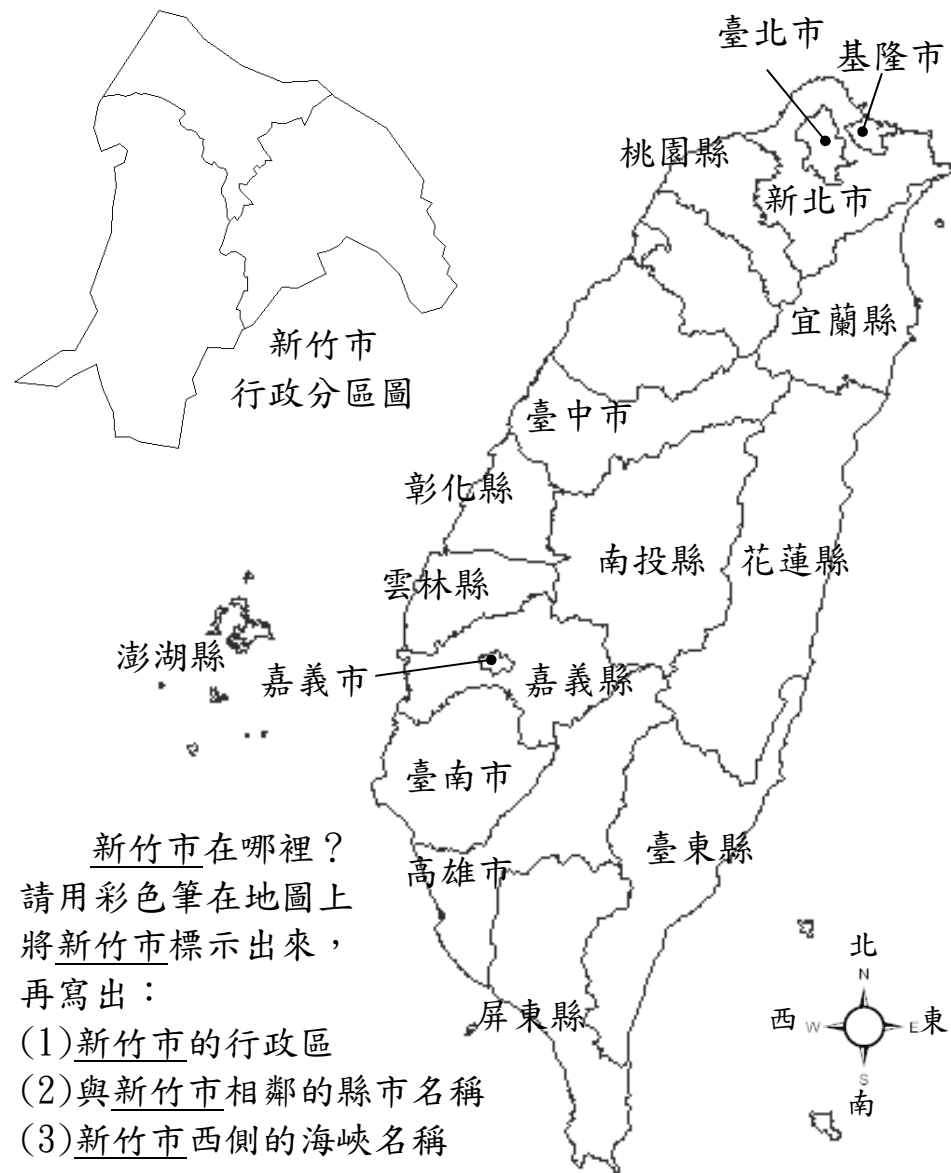 臺北市
基隆市
桃園縣
新北市
宜蘭縣
新竹市
行政分區圖
臺中市
彰化縣
南投縣
花蓮縣
雲林縣
澎湖縣
嘉義市
嘉義縣
臺南市
高雄市
臺東縣
屏東縣
新竹市在哪裡？
請用彩色筆在地圖上
將新竹市標示出來，
再寫出：
(1)新竹市的行政區
(2)與新竹市相鄰的縣市名稱
(3)新竹市西側的海峽名稱
北
N
西 W E 東
S
南